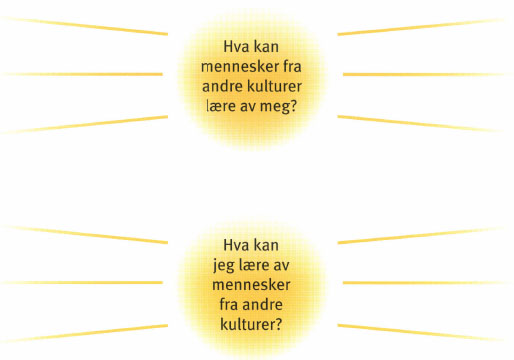 Hva kan
mennesker fra
andre kulturer
lære av meg?
Hva kan
jeg lære av
mennesker
fra andre
kulturer?